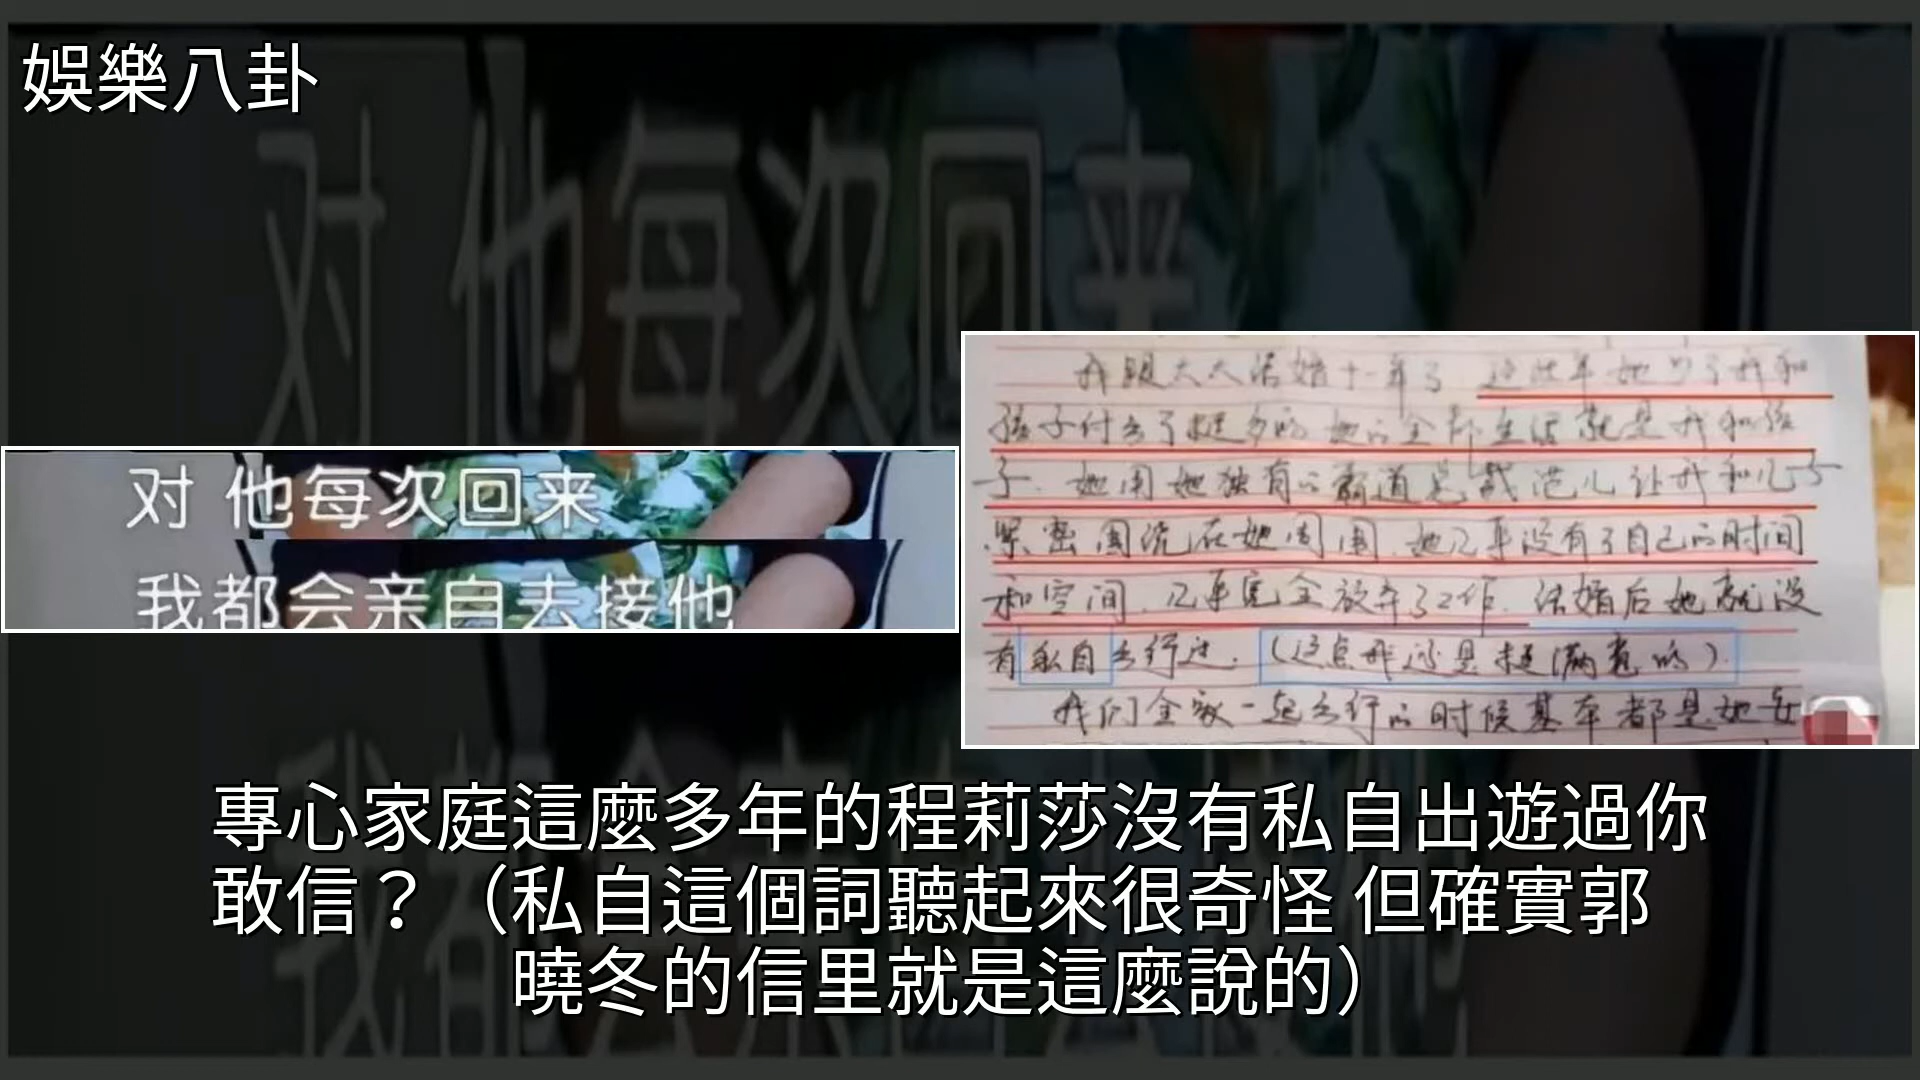 娛樂八卦
对 他每次回来
我都会亲自去接他
我跟太太结婚十一年了 这些年她为了我和
孩子付出了挺多的 她的全部生活就是我和孩
子. 她用她独有的霸道总裁范儿让我和儿子
紧密围绕在她周围. 她几乎没有了自己的时间
和空间. 几乎完全放弃了工作. 结婚后她就没
有私自出行过. (这点我还是挺满意的).
我们全家一起出行的时候基本都是她
專心家庭這麼多年的程莉莎沒有私自出遊過你
敢信？（私自這個詞聽起來很奇怪 但確實郭
曉冬的信里就是這麼說的）